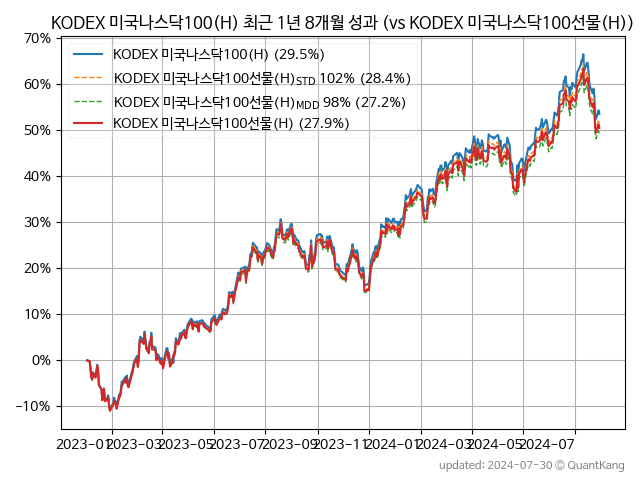 KODEX 미국나스닥100(H) 최근 1년 8개월 성과 (vs KODEX 미국나스닥100선물(H))
70%
60%
50%
40%
30%
20%
10%
0%
−10%
KODEX 미국나스닥100(H) (29.5%)
KODEX 미국나스닥100선물(H)STD 102% (28.4%)
KODEX 미국나스닥100선물(H)MDD 98% (27.2%)
KODEX 미국나스닥100선물(H) (27.9%)
2023-01 2023-03 2023-05 2023-07 2023-09 2023-11 2024-01 2024-03 2024-05 2024-07
updated: 2024-07-30 © QuantKang